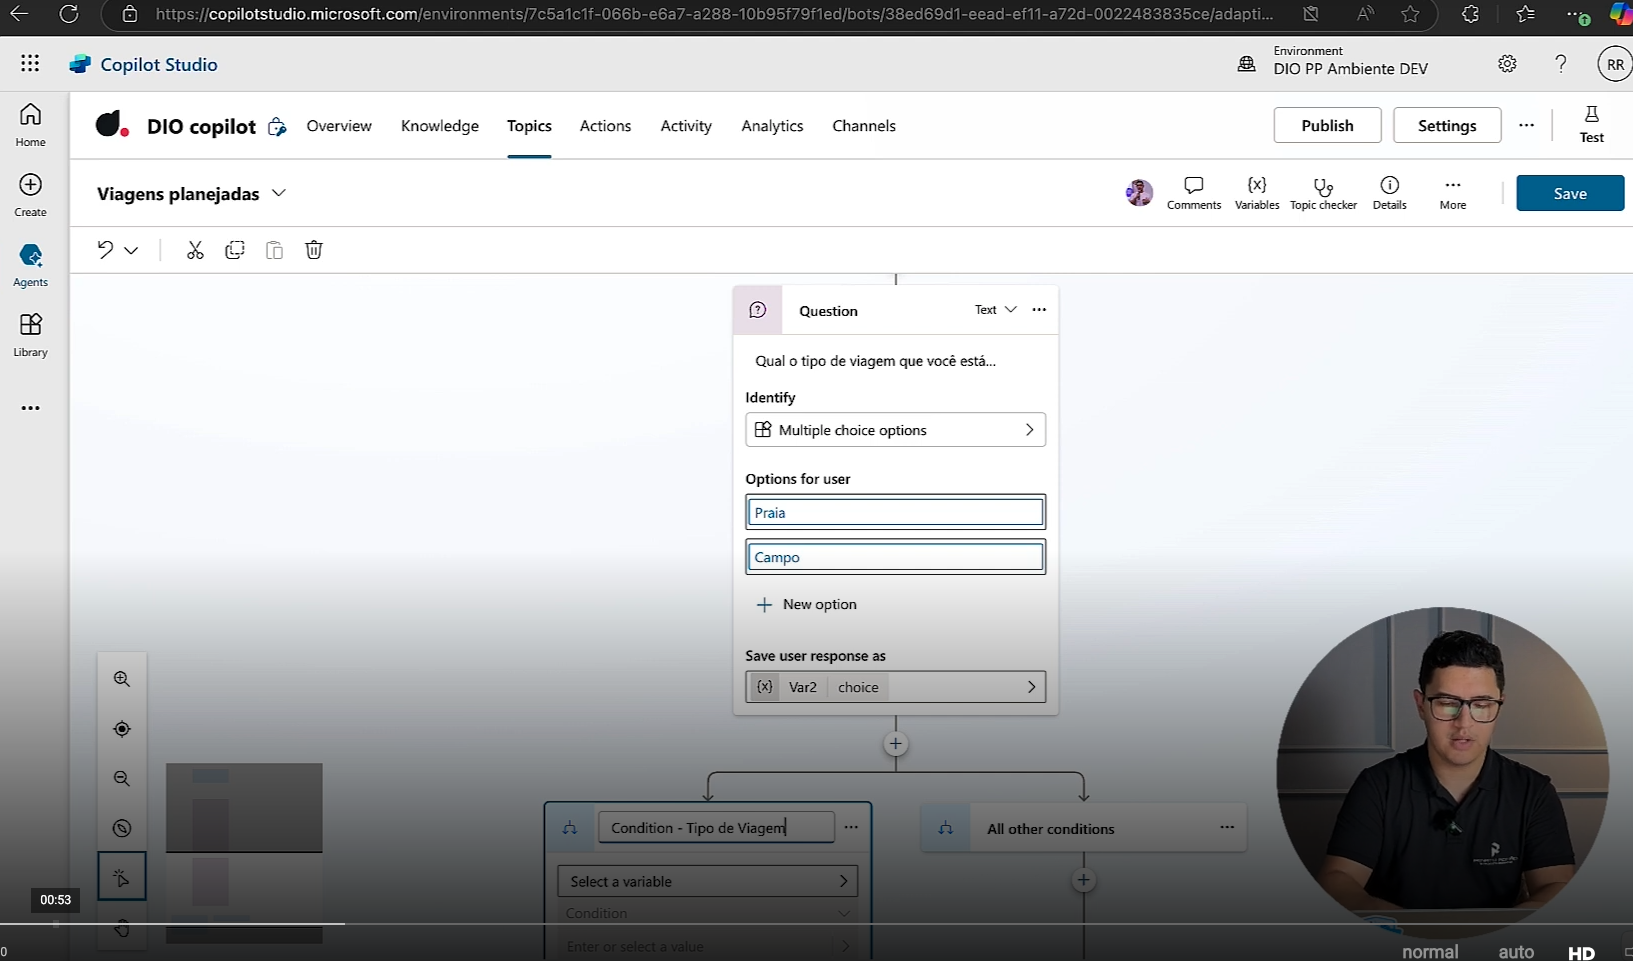 https://copilotstudio.microsoft.com/environments/7c5a1c1f-066b-e6a7-a288-10b95f79f1ed/bots/38ed69d1-eead-ef11-a72d-0022483835ce/adapti...
Copilot Studio
Environment
DIO PP Ambiente DEV
RR
Home
Create
Agents
Library
DIO copilot
Overview
Knowledge
Topics
Actions
Activity
Analytics
Channels
Publish
Settings
Test
Viagens planejadas
Comments
Variables
Topic checker
Details
More
Save
Question
Text
Qual o tipo de viagem que você está...
Identify
Multiple choice options
Options for user
Praia
Campo
New option
Save user response as
{x} Var2 choice
Condition - Tipo de Viagem
All other conditions
Select a variable
Condition
Enter or select a value
00:53
normal
auto
HD